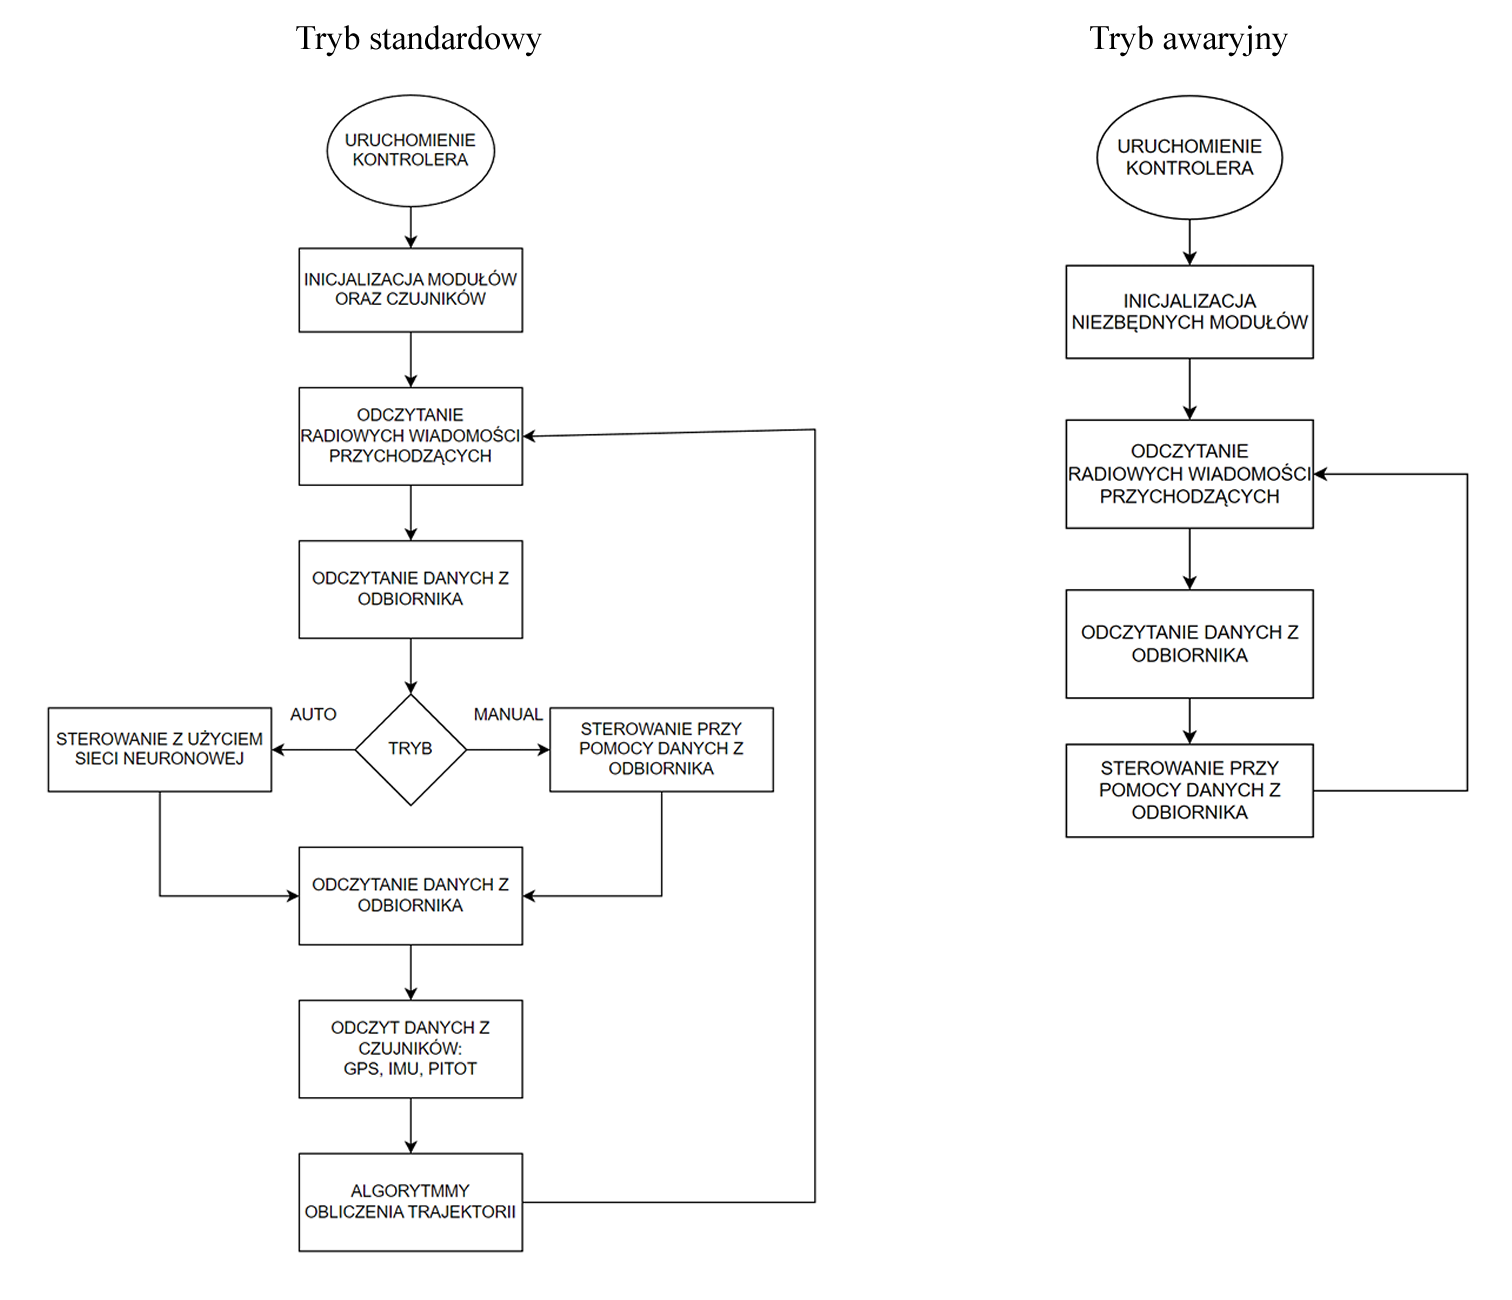 Tryb standardowy
URUCHOMIENIE
KONTROLERA
INICJALIZACJA MODUŁÓW
ORAZ CZUJNIKÓW
ODCZYTANIE
RADIOWYCH WIADOMOŚCI
PRZYCHODZĄCYCH
ODCZYTANIE DANYCH Z
ODBIORNIKA
TRYB
AUTO
MANUAL
STEROWANIE Z UŻYCIEM
SIECI NEURONOWEJ
STEROWANIE PRZY
POMOCY DANYCH Z
ODBIORNIKA
ODCZYTANIE DANYCH Z
ODBIORNIKA
ODCZYT DANYCH Z
CZUJNIKÓW:
GPS, IMU, PITOT
ALGORYTMMY
OBLICZENIA TRAJEKTORII
Tryb awaryjny
URUCHOMIENIE
KONTROLERA
INICJALIZACJA
NIEZBĘDNYCH MODUŁÓW
ODCZYTANIE
RADIOWYCH WIADOMOŚCI
PRZYCHODZĄCYCH
ODCZYTANIE DANYCH Z
ODBIORNIKA
STEROWANIE PRZY
POMOCY DANYCH Z
ODBIORNIKA